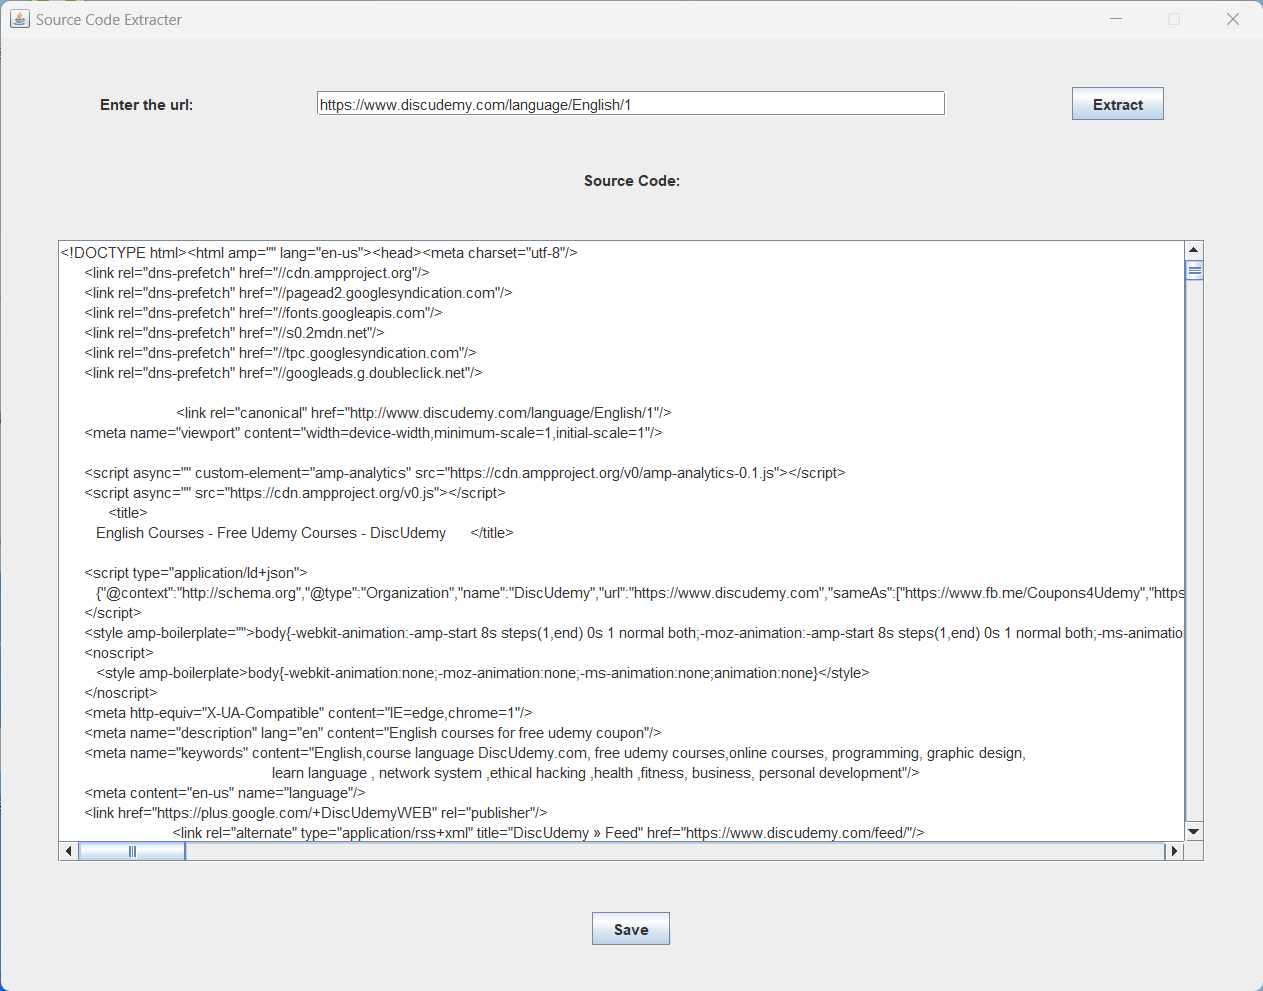 Source Code Extracter
Enter the url:
https://www.discudemy.com/language/English/1
Extract
Source Code:
<!DOCTYPE html><html amp="" lang="en-us"><head><meta charset="utf-8"/>
<link rel="dns-prefetch" href="//cdn.ampproject.org"/>
<link rel="dns-prefetch" href="//pagead2.googlesyndication.com"/>
<link rel="dns-prefetch" href="//fonts.googleapis.com"/>
<link rel="dns-prefetch" href="//s0.2mdn.net"/>
<link rel="dns-prefetch" href="//tpc.googlesyndication.com"/>
<link rel="dns-prefetch" href="//googleads.g.doubleclick.net"/>
<link rel="canonical" href="http://www.discudemy.com/language/English/1"/>
<meta name="viewport" content="width=device-width,minimum-scale=1,initial-scale=1"/>
<script async="" custom-element="amp-analytics" src="https://cdn.ampproject.org/v0/amp-analytics-0.1.js"></script>
<script async="" src="https://cdn.ampproject.org/v0.js"></script>
<title>
English Courses - Free Udemy Courses - DiscUdemy </title>
<script type="application/ld+json">
{"@context":"http://schema.org","@type":"Organization","name":"DiscUdemy","url":"https://www.discudemy.com","sameAs":["https://www.fb.me/Coupons4Udemy","https
</script>
<style amp-boilerplate="">body{-webkit-animation:-amp-start 8s steps(1,end) 0s 1 normal both;-moz-animation:-amp-start 8s steps(1,end) 0s 1 normal both;-ms-animatio
<noscript>
<style amp-boilerplate>body{-webkit-animation:none;-moz-animation:none;-ms-animation:none;animation:none}</style>
</noscript>
<meta http-equiv="X-UA-Compatible" content="IE=edge,chrome=1"/>
<meta name="description" lang="en" content="English courses for free udemy coupon"/>
<meta name="keywords" content="English,course language DiscUdemy.com, free udemy courses,online courses, programming, graphic design,
learn language , network system ,ethical hacking ,health ,fitness, business, personal development"/>
<meta content="en-us" name="language"/>
<link href="https://plus.google.com/+DiscUdemyWEB" rel="publisher"/>
<link rel="alternate" type="application/rss+xml" title="DiscUdemy » Feed" href="https://www.discudemy.com/feed/"/>
Save